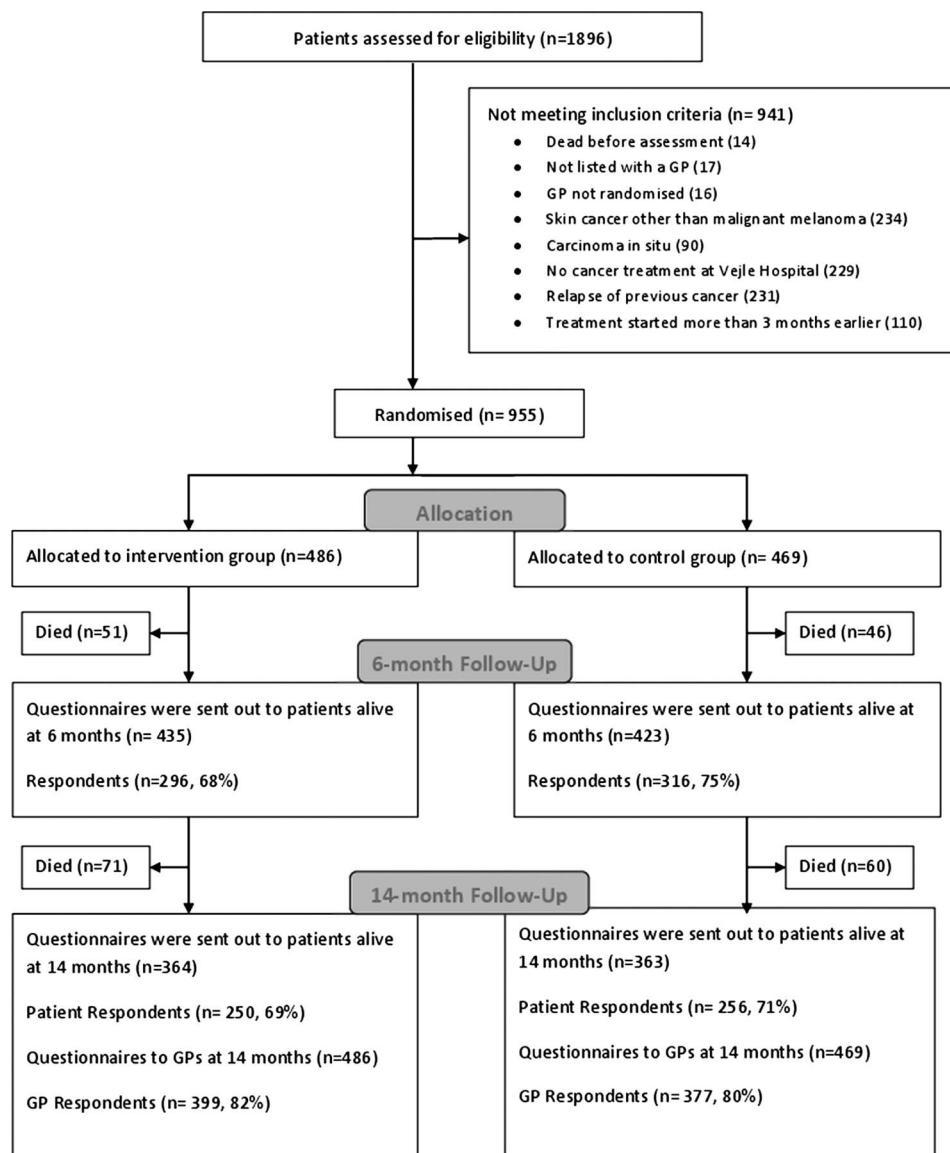 Patients assessed for eligibility (n=1896)
Not meeting inclusion criteria (n= 941)
● Dead before assessment (14)
● Not listed with a GP (17)
● GP not randomised (16)
● Skin cancer other than malignant melanoma (234)
● Carcinoma in situ (90)
● No cancer treatment at Vejle Hospital (229)
● Relapse of previous cancer (231)
● Treatment started more than 3 months earlier (110)
Randomised (n= 955)
Allocation
Allocated to intervention group (n=486)
Allocated to control group (n= 469)
Died (n=51)
Died (n=46)
6-month Follow-Up
Questionnaires were sent out to patients alive
at 6 months (n= 435)
Respondents (n=296, 68%)
Questionnaires were sent out to patients alive at
6 months (n=423)
Respondents (n=316, 75%)
Died (n=71)
Died (n=60)
14-month Follow-Up
Questionnaires were sent out to patients alive
at 14 months (n=364)
Patient Respondents (n= 250, 69%)
Questionnaires to GPs at 14 months (n=486)
GP Respondents (n= 399, 82%)
Questionnaires were sent out to patients alive at
14 months (n=363)
Patient Respondents (n= 256, 71%)
Questionnaires to GPs at 14 months (n=469)
GP Respondents (n= 377, 80%)